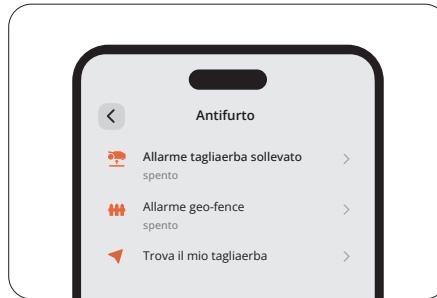 Antifurto
Allarme tagliaerba sollevato
spento
Allarme geo-fence
spento
Trova il mio tagliaerba